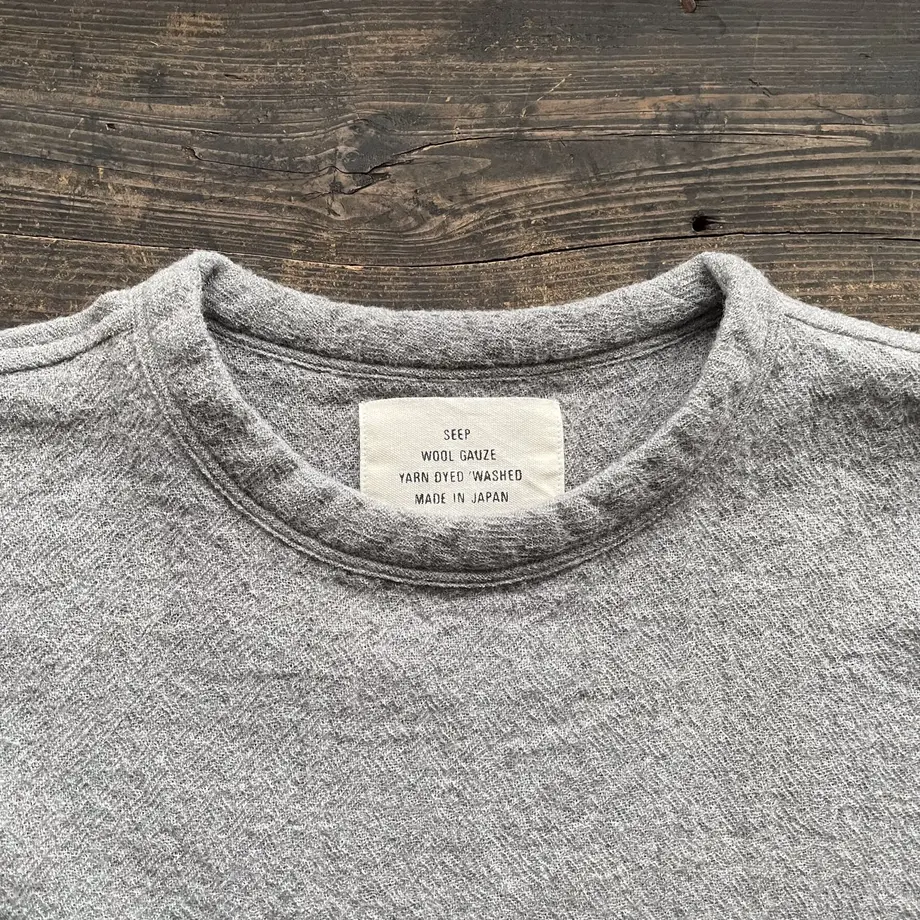 SEEP
WOOL GAUZE
YARN DYED 'WASHED
MADE IN JAPAN